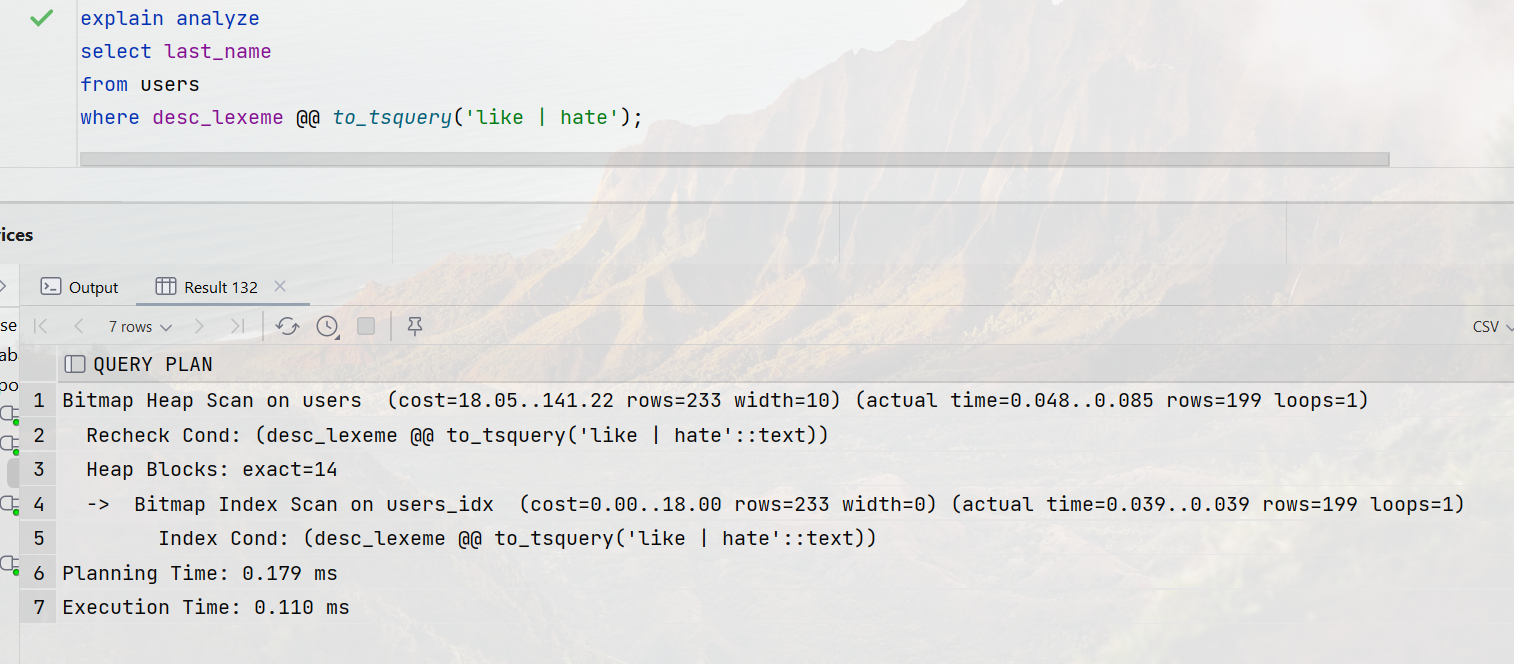 explain analyze
select last_name
from users
where desc_lexeme @@ to_tsquery('like | hate');
ices
Output
Result 132
se
7 rows
CSV
ab
QUERY PLAN
po
1 Bitmap Heap Scan on users (cost=18.05..141.22 rows=233 width=10) (actual time=0.048..0.085 rows=199 loops=1)
2 Recheck Cond: (desc_lexeme @@ to_tsquery('like | hate'::text))
3 Heap Blocks: exact=14
4 -> Bitmap Index Scan on users_idx (cost=0.00..18.00 rows=233 width=0) (actual time=0.039..0.039 rows=199 loops=1)
5 Index Cond: (desc_lexeme @@ to_tsquery('like | hate'::text))
6 Planning Time: 0.179 ms
7 Execution Time: 0.110 ms